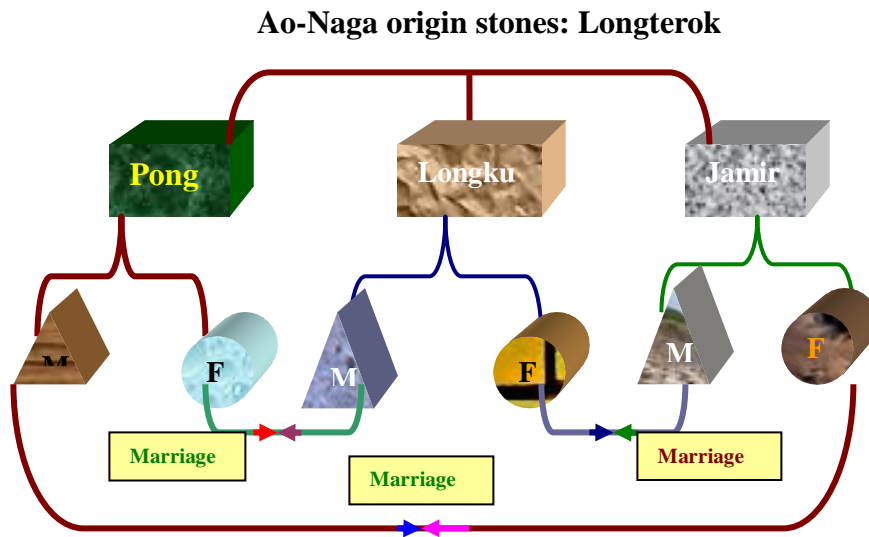 Ao-Naga origin stones: Longterok
Pong
Longku
Jamir
M
F
M
F
M
F
Marriage
Marriage
Marriage